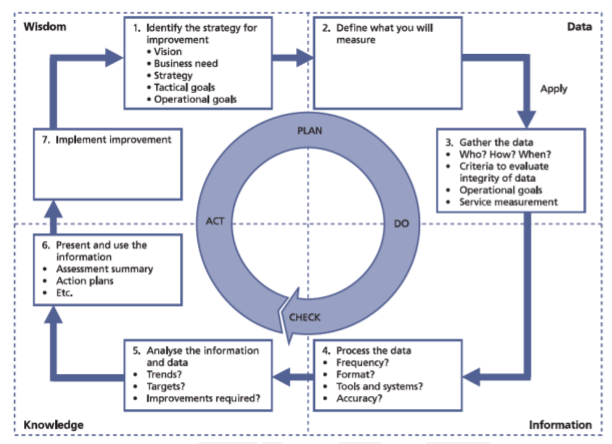 Wisdom
1. Identify the strategy for
improvement
• Vision
• Business need
• Strategy
• Tactical goals
• Operational goals
2. Define what you will
measure
Data
Apply
3. Gather the data
• Who? How? When?
• Criteria to evaluate
integrity of data
• Operational goals
• Service measurement
7. Implement improvement
PLAN
ACT
DO
CHECK
6. Present and use the
information
• Assessment summary
• Action plans
• Etc.
5. Analyse the information
and data
• Trends?
• Targets?
• Improvements required?
4. Process the data
• Frequency?
• Format?
• Tools and systems?
• Accuracy?
Knowledge
Information